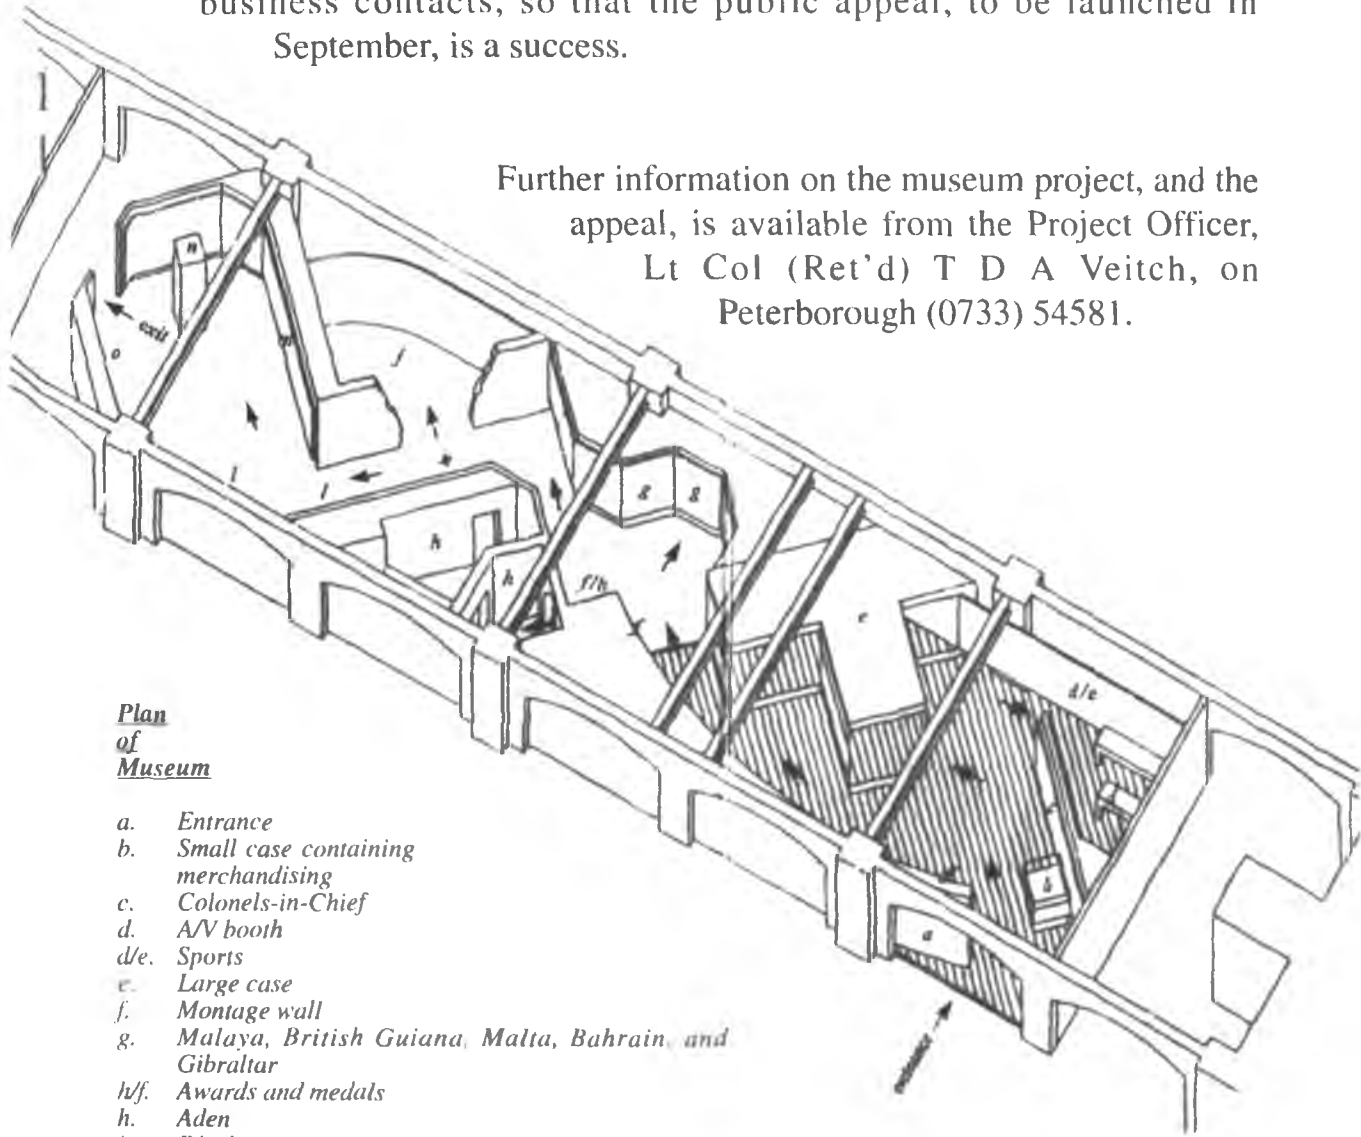 business contacts, so that the public appeal, to be launched in
September, is a success.
Further information on the museum project, and the
appeal, is available from the Project Officer,
Lt Col (Ret'd) T D A Veitch, on
Peterborough (0733) 54581.
n
exit
o
f
l
l
g
g
h
h
f/h
e
d/e
b
a
entrance
Plan
of
Museum
a. Entrance
b. Small case containing
merchandising
c. Colonels-in-Chief
d. A/V booth
d/e. Sports
e. Large case
f. Montage wall
g. Malaya, British Guiana, Malta, Bahrain, and
Gibraltar
h/f. Awards and medals
h. Aden